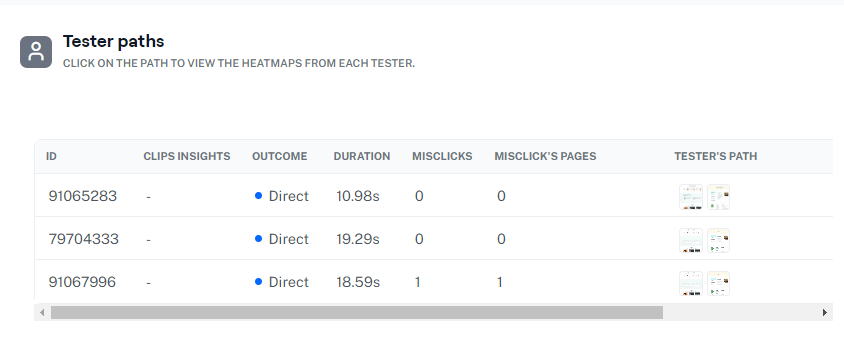 Tester paths
CLICK ON THE PATH TO VIEW THE HEATMAPS FROM EACH TESTER.
ID CLIPS INSIGHTS OUTCOME DURATION MISCLICKS MISCLICK'S PAGES TESTER'S PATH
91065283 - Direct 10.98s 0 0
79704333 - Direct 19.29s 0 0
91067996 - Direct 18.59s 1 1